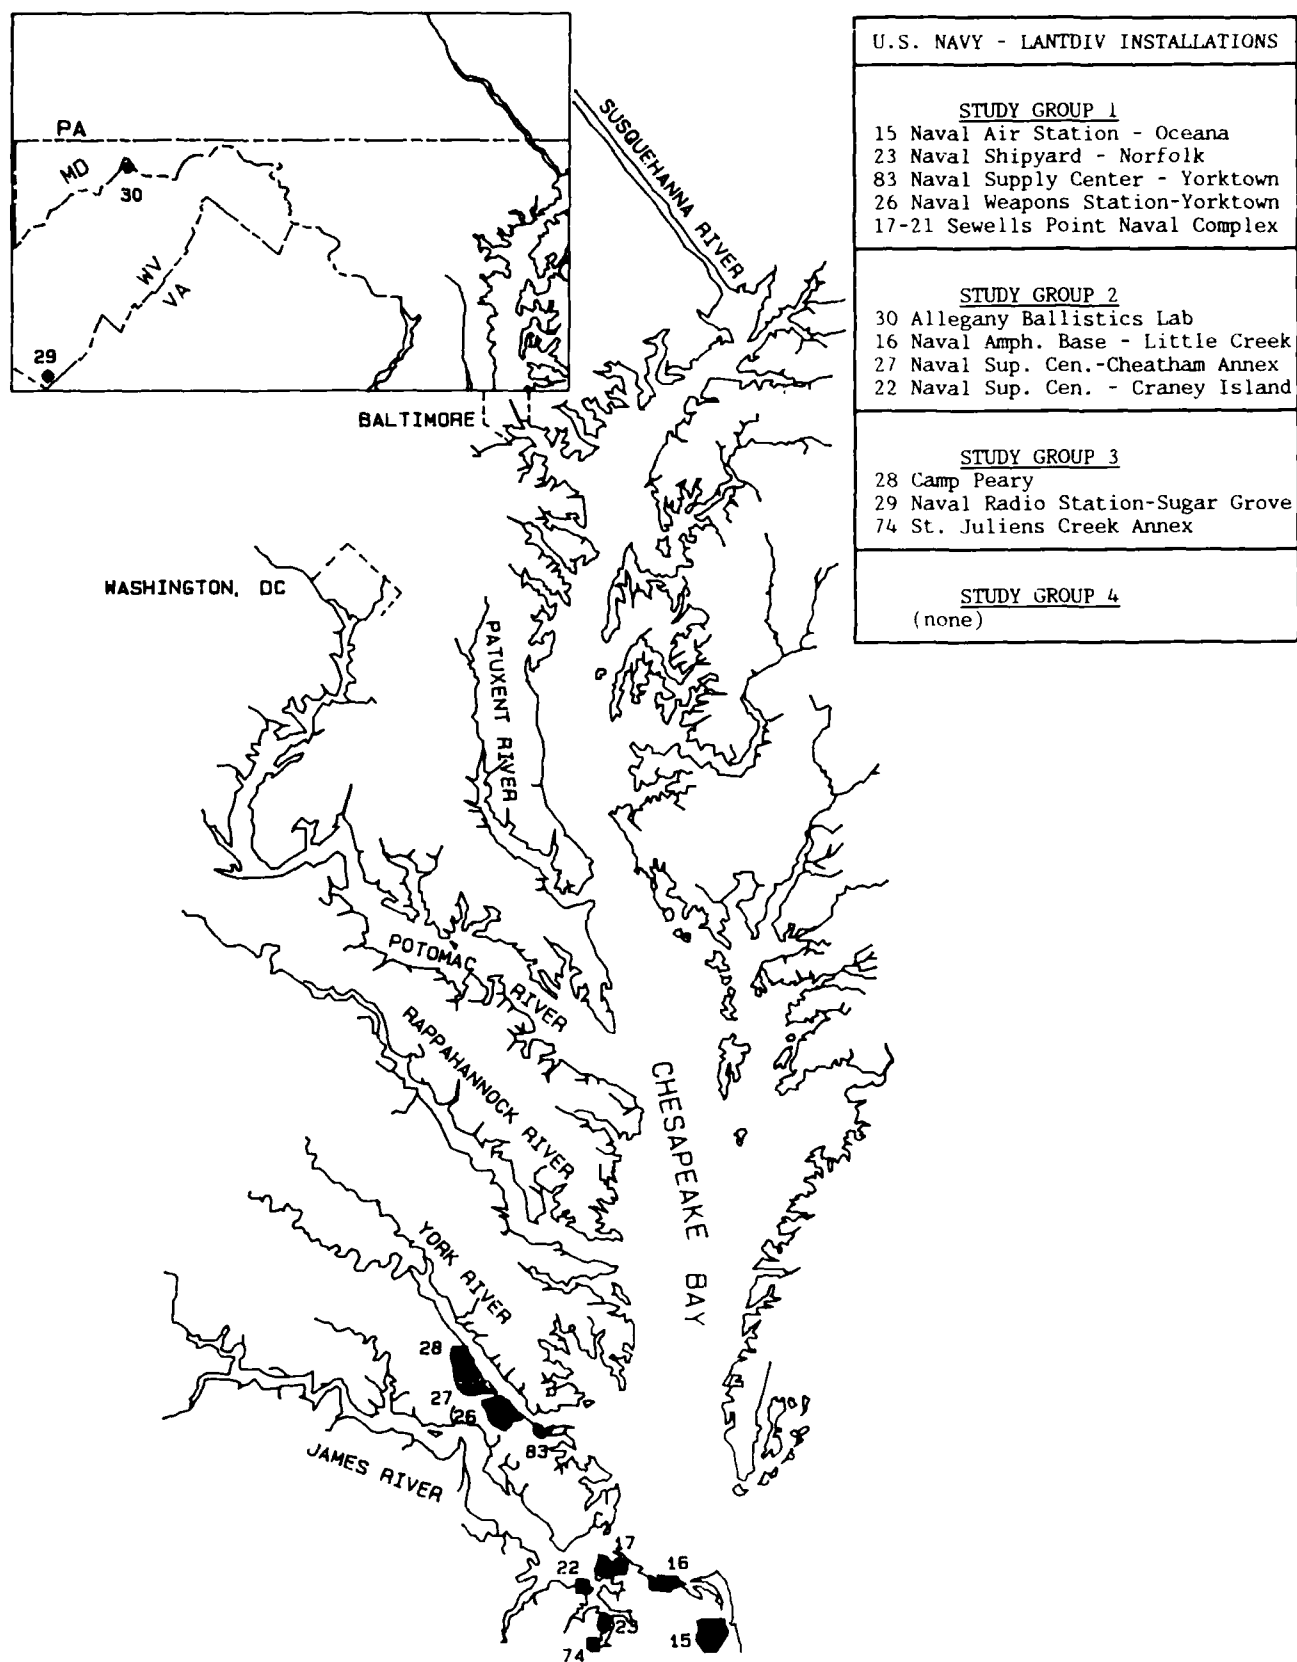 U.S. NAVY - LANTDIV INSTALLATIONS
STUDY GROUP 1
15 Naval Air Station - Oceana
23 Naval Shipyard - Norfolk
83 Naval Supply Center - Yorktown
26 Naval Weapons Station-Yorktown
17-21 Sewells Point Naval Complex
STUDY GROUP 2
30 Allegany Ballistics Lab
16 Naval Amph. Base - Little Creek
27 Naval Sup. Cen.-Cheatham Annex
22 Naval Sup. Cen. - Craney Island
STUDY GROUP 3
28 Camp Peary
29 Naval Radio Station-Sugar Grove
74 St. Juliens Creek Annex
STUDY GROUP 4
(none)
PA
MD
30
WV
VA
29
SUSQUEHANNA RIVER
BALTIMORE
WASHINGTON, DC
PATUXENT RIVER
POTOMAC RIVER
RAPPAHANNOCK RIVER
CHESAPEAKE BAY
YORK RIVER
28
27
26
83
JAMES RIVER
17
22
16
23
15
74